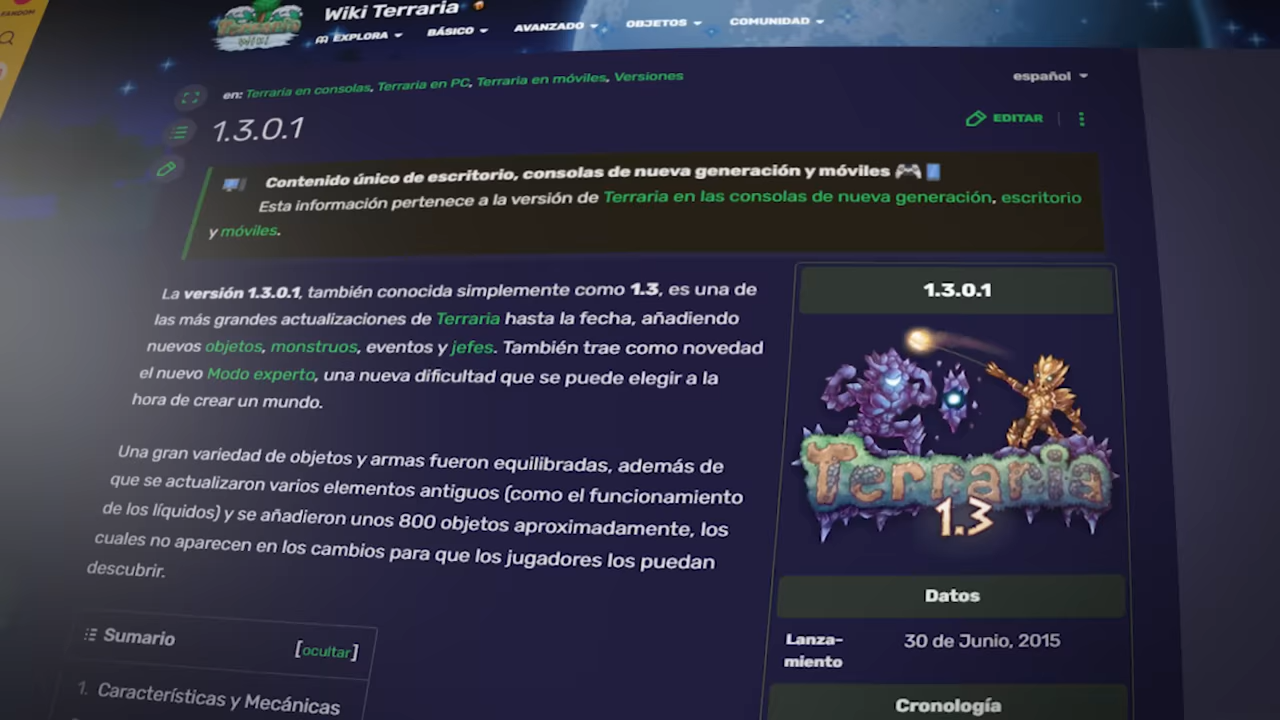 FANDOM
Wiki Terraria
WIKI
EXPLORA
BÁSICO
AVANZADO
OBJETOS
COMUNIDAD
en: Terraria en consolas, Terraria en PC, Terraria en móviles, Versiones
español
1.3.0.1
EDITAR
Contenido único de escritorio, consolas de nueva generación y móviles
Esta información pertenece a la versión de Terraria en las consolas de nueva generación, escritorio
y móviles.
La versión 1.3.0.1, también conocida simplemente como 1.3, es una de
las más grandes actualizaciones de Terraria hasta la fecha, añadiendo
nuevos objetos, monstruos, eventos y jefes. También trae como novedad
el nuevo Modo experto, una nueva dificultad que se puede elegir a la
hora de crear un mundo.
Una gran variedad de objetos y armas fueron equilibradas, además de
que se actualizaron varios elementos antiguos (como el funcionamiento
de los líquidos) y se añadieron unos 800 objetos aproximadamente, los
cuales no aparecen en los cambios para que los jugadores los puedan
descubrir.
Sumario
[ocultar]
1. Características y Mecánicas
1.3.0.1
Terraria
1.3
Datos
Lanza-
miento
30 de Junio, 2015
Cronología